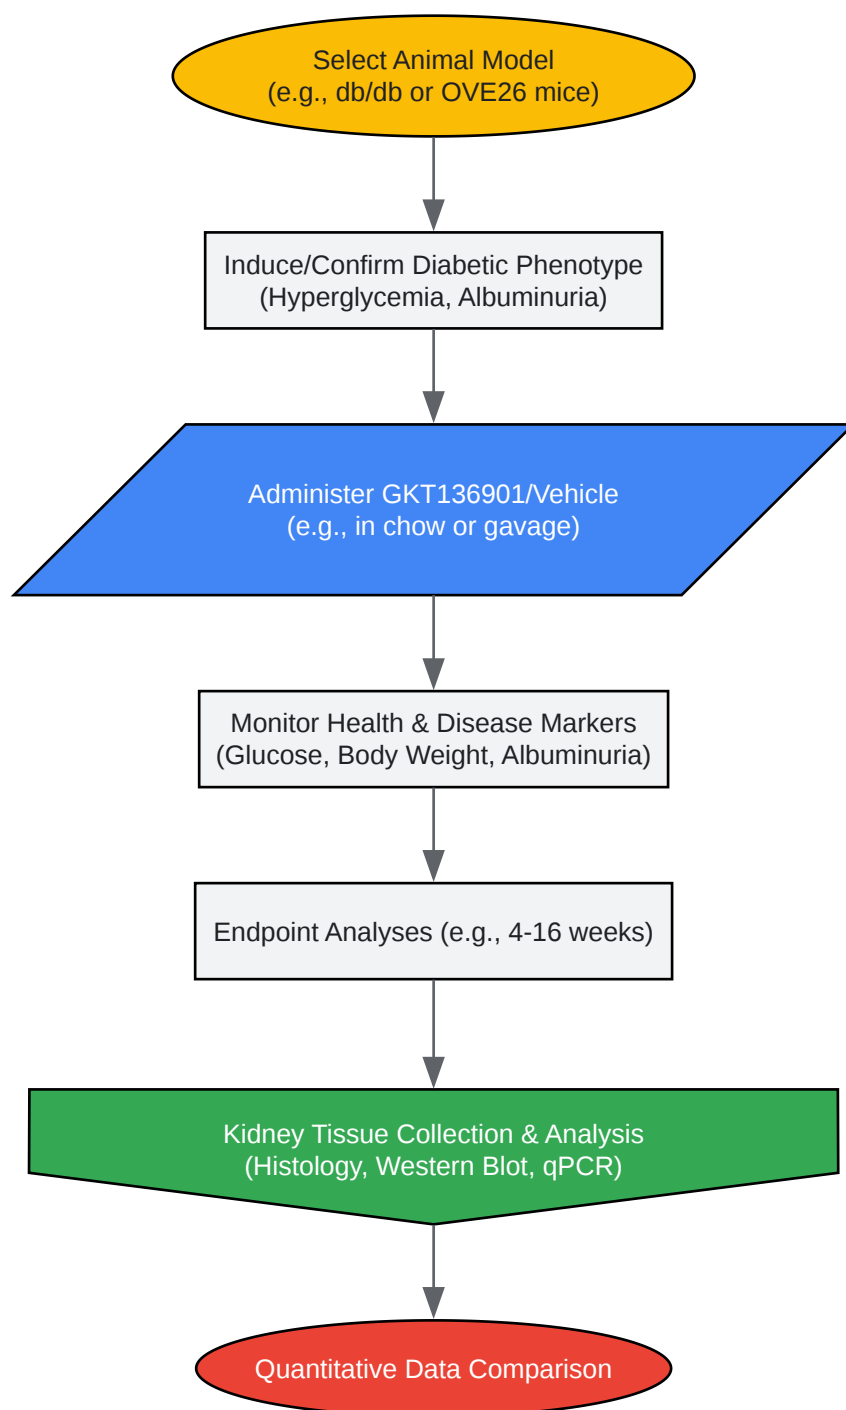 Select Animal Model
(e.g., db/db or OVE26 mice)
Induce/Confirm Diabetic Phenotype
(Hyperglycemia, Albuminuria)
Administer GKT136901/Vehicle
(e.g., in chow or gavage)
Monitor Health & Disease Markers
(Glucose, Body Weight, Albuminuria)
Endpoint Analyses (e.g., 4-16 weeks)
Kidney Tissue Collection & Analysis
(Histology, Western Blot, qPCR)
Quantitative Data Comparison